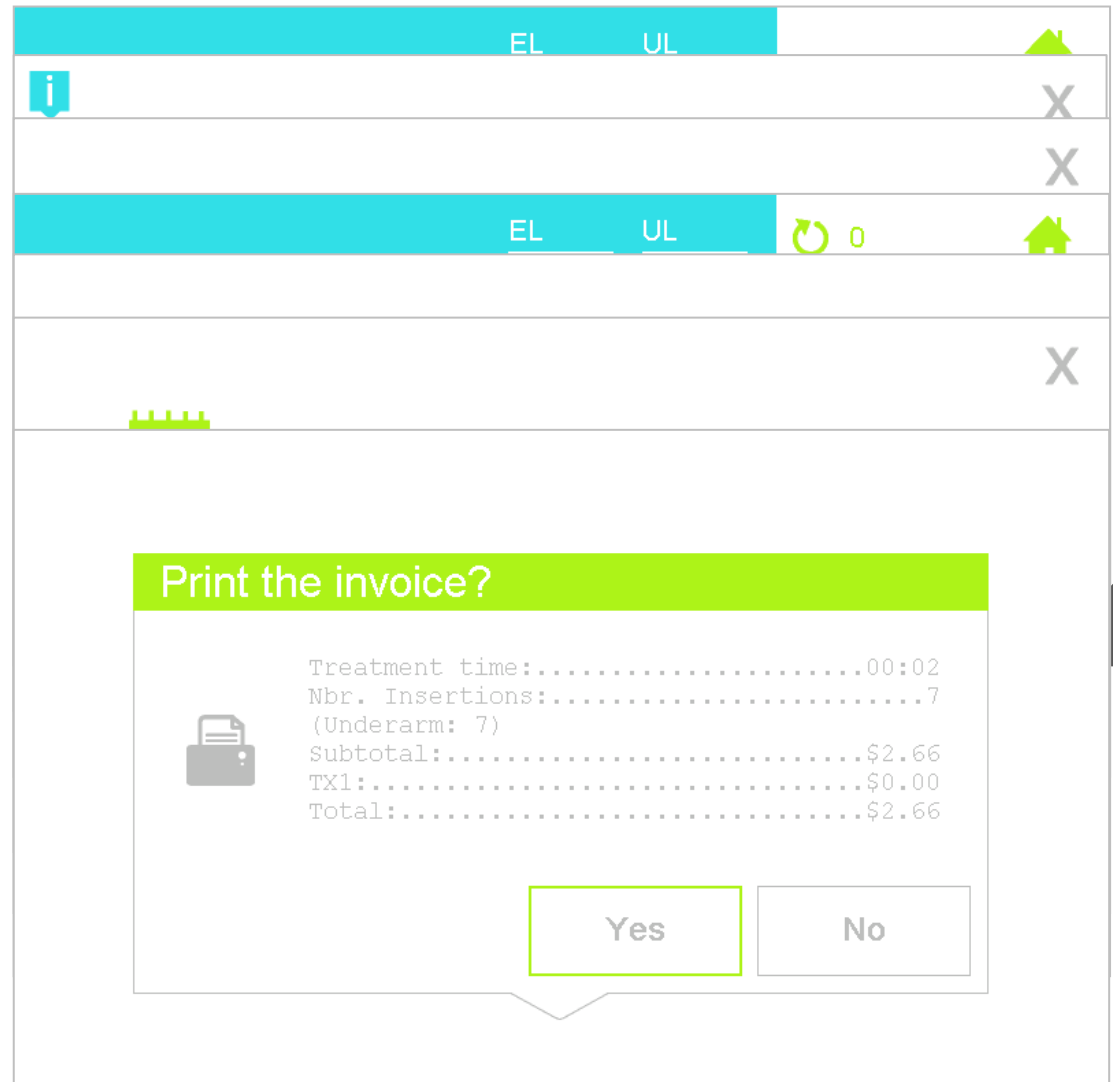 EL UL
i
X
X
EL UL 0
X
Print the invoice?
Treatment time:......................00:02
Nbr. Insertions:.........................7
(Underarm: 7)
Subtotal:............................$2.66
TX1:.................................$0.00
Total:...............................$2.66
Yes No